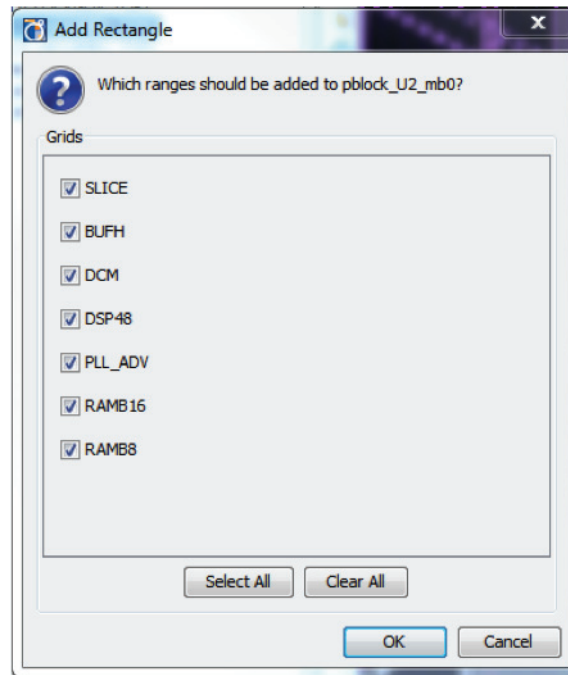 Add Rectangle
x
Which ranges should be added to pblock_U2_mb0?
Grids
SLICE
BUFH
DCM
DSP48
PLL_ADV
RAMB16
RAMB8
Select All
Clear All
OK
Cancel